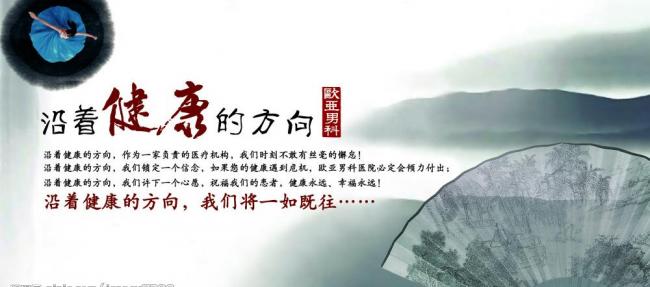 沿着健康的方向
歐亜男科
沿着健康的方向，作为一家负责的医疗机构，我们时刻不敢有丝毫的懈怠！
沿着健康的方向，我们锁定一个信念，如果您的健康遇到危机，欧亚男科医院必定会倾力付出；
沿着健康的方向，我们许下一个心愿，祝福我们的患者，健康永远、幸福永远！
沿着健康的方向，我们将一如既往……